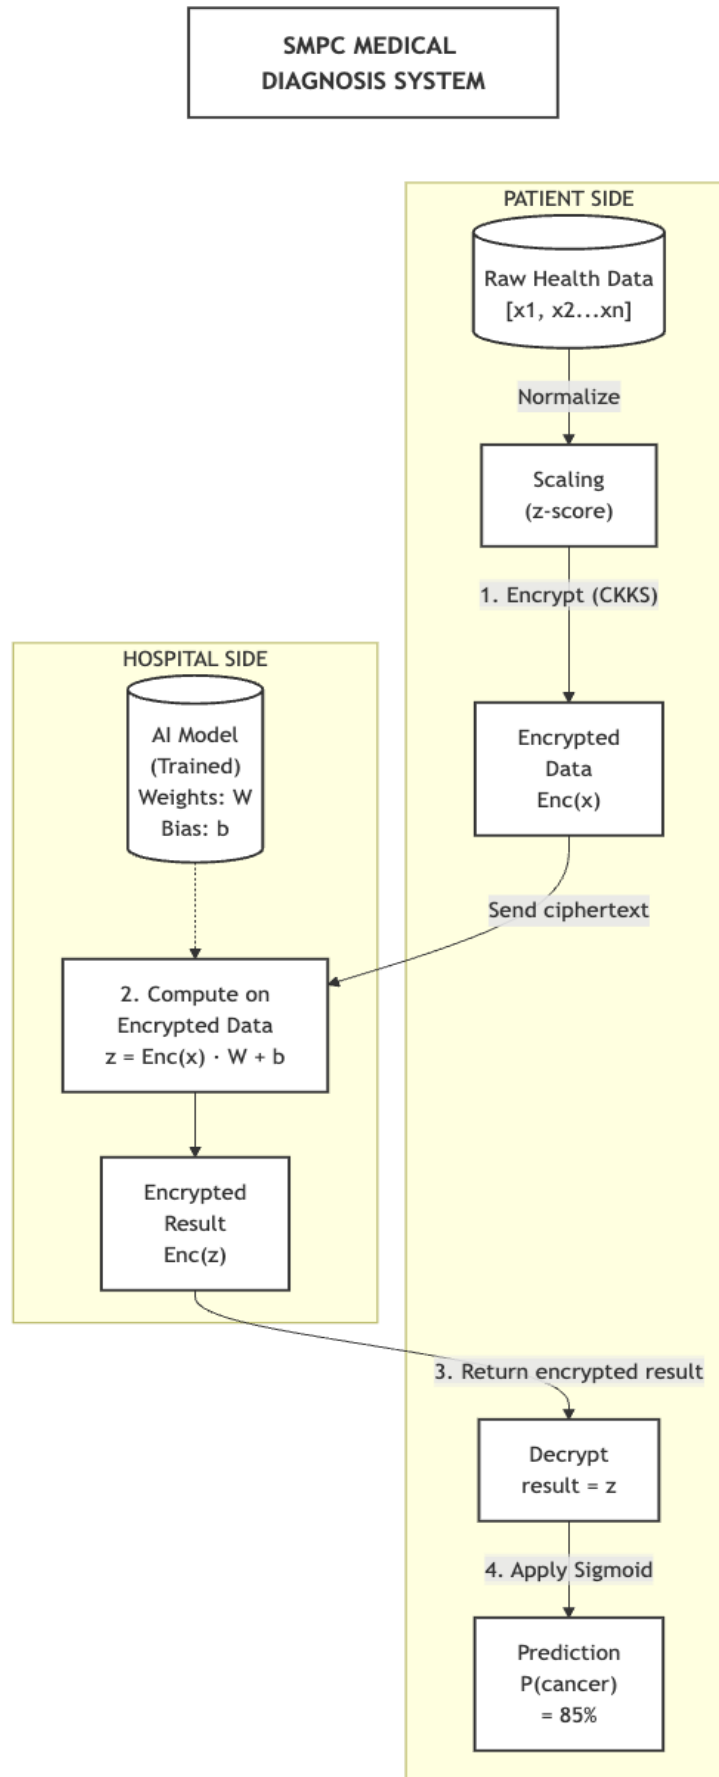 SMPC MEDICAL
DIAGNOSIS SYSTEM
PATIENT SIDE
Raw Health Data
[x1, x2...xn]
Normalize
Scaling
(z-score)
1. Encrypt (CKKS)
HOSPITAL SIDE
AI Model
(Trained)
Weights: W
Bias: b
Encrypted
Data
Enc(x)
Send ciphertext
2. Compute on
Encrypted Data
z = Enc(x) · W + b
Encrypted
Result
Enc(z)
3. Return encrypted result
Decrypt
result = z
4. Apply Sigmoid
Prediction
P(cancer)
= 85%